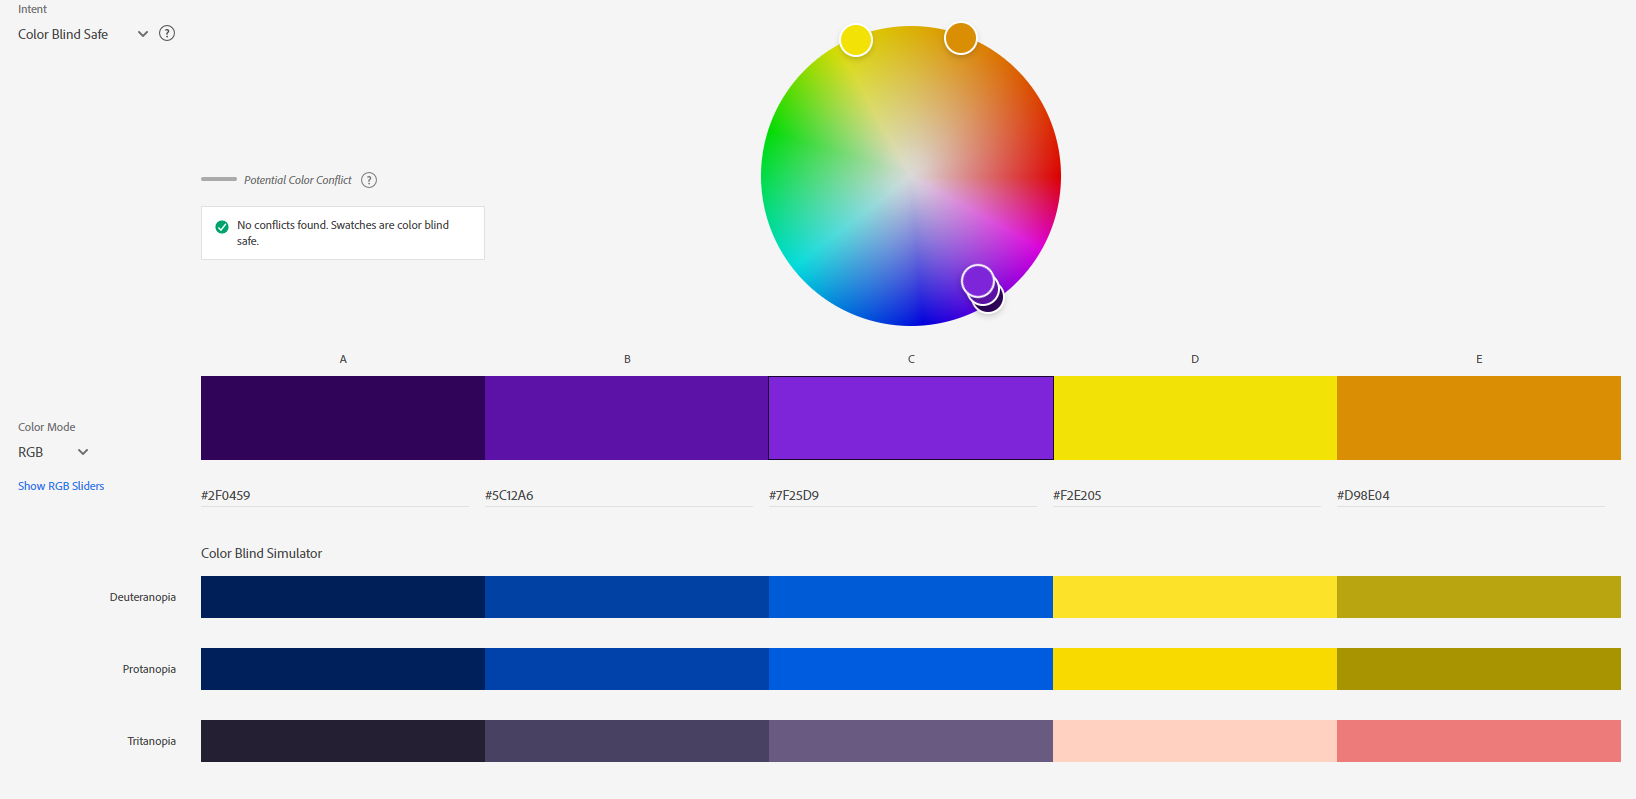 Intent
Color Blind Safe
?
Potential Color Conflict ?
No conflicts found. Swatches are color blind
safe.
A B C D E
Color Mode
RGB
Show RGB Sliders
#2F0459 #5C12A6 #7F25D9 #F2E205 #D98E04
Color Blind Simulator
Deuteranopia
Protanopia
Tritanopia